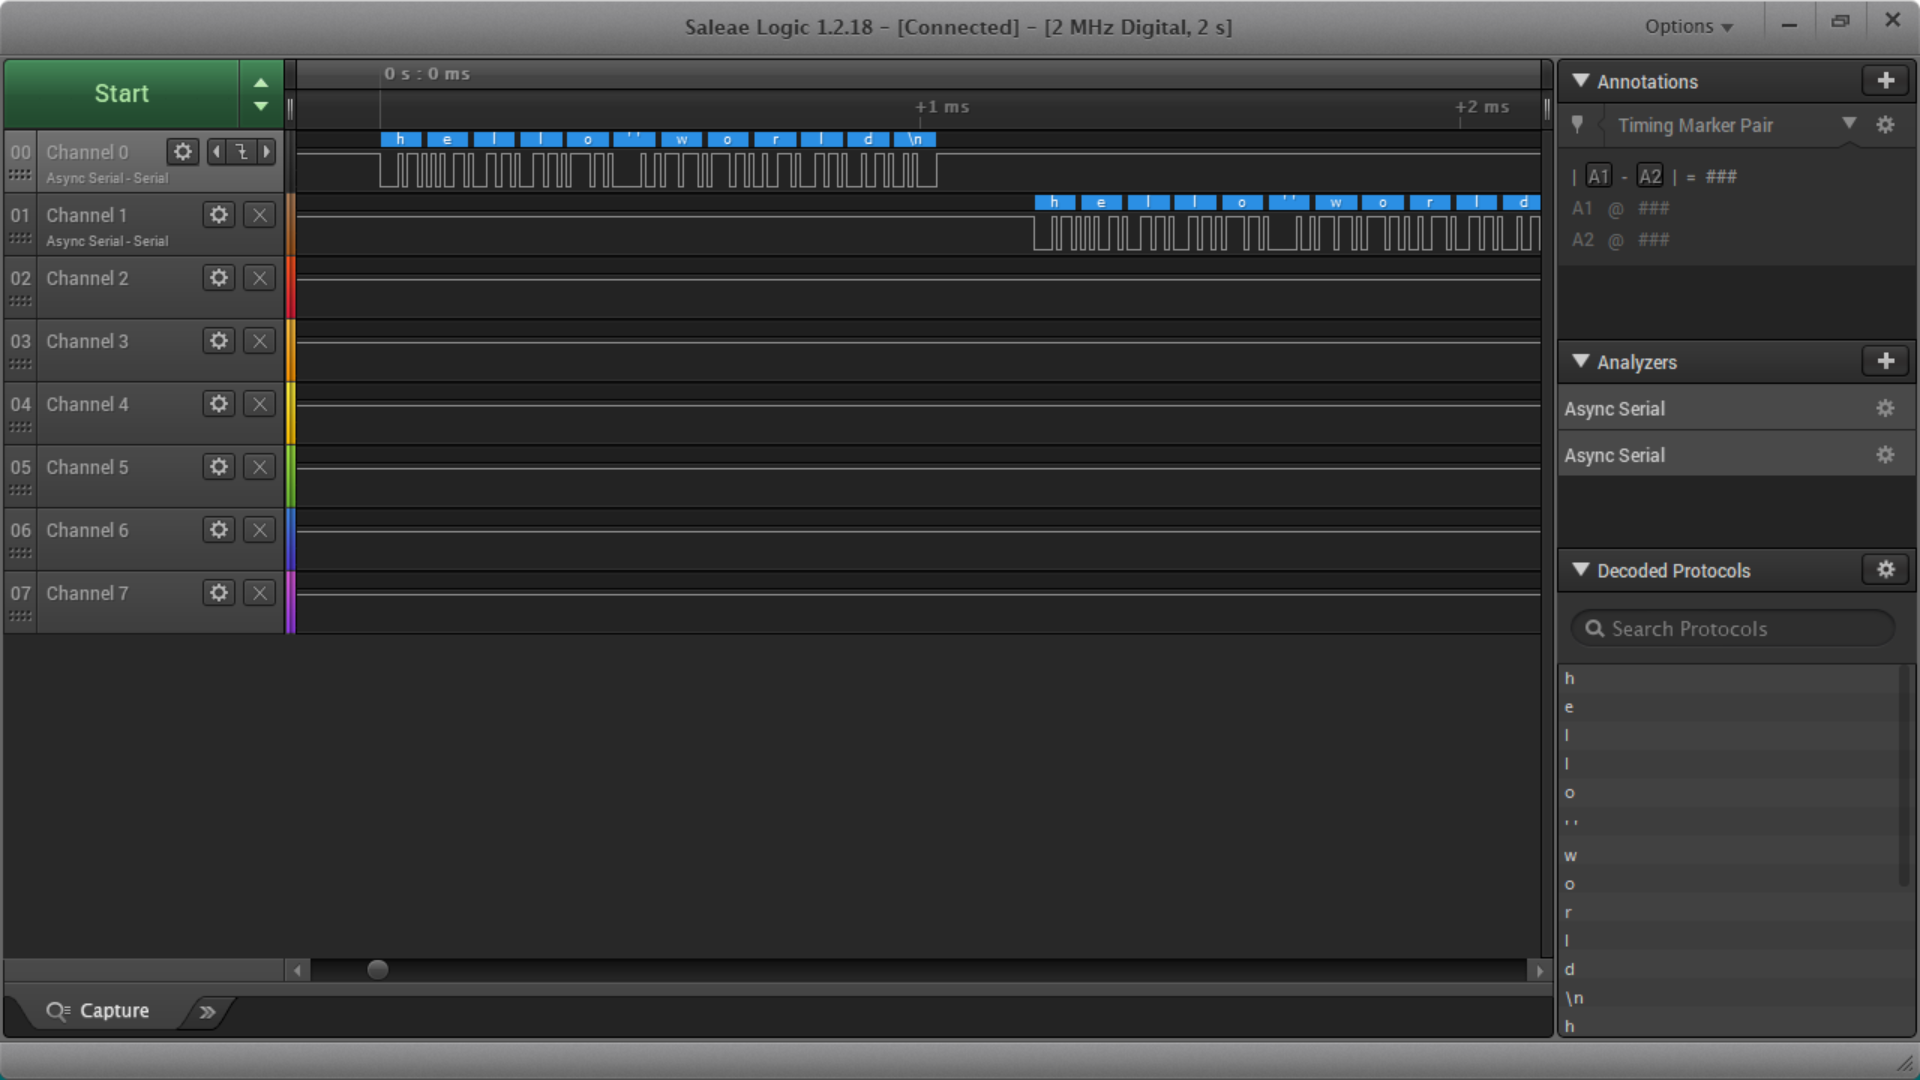 Saleae Logic 1.2.18 - [Connected] - [2 MHz Digital, 2 s]
Options
Start
0 s : 0 ms
+1 ms
+2 ms
00 Channel 0
Async Serial - Serial
h e l l o ' ' w o r l d \n
01 Channel 1
Async Serial - Serial
h e l l o ' ' w o r l d
02 Channel 2
03 Channel 3
04 Channel 4
05 Channel 5
06 Channel 6
07 Channel 7
Capture
Annotations
Timing Marker Pair
| A1 - A2 | = ###
A1 @ ###
A2 @ ###
Analyzers
Async Serial
Async Serial
Decoded Protocols
Search Protocols
h
e
l
l
o
' '
w
o
r
l
d
\n
h